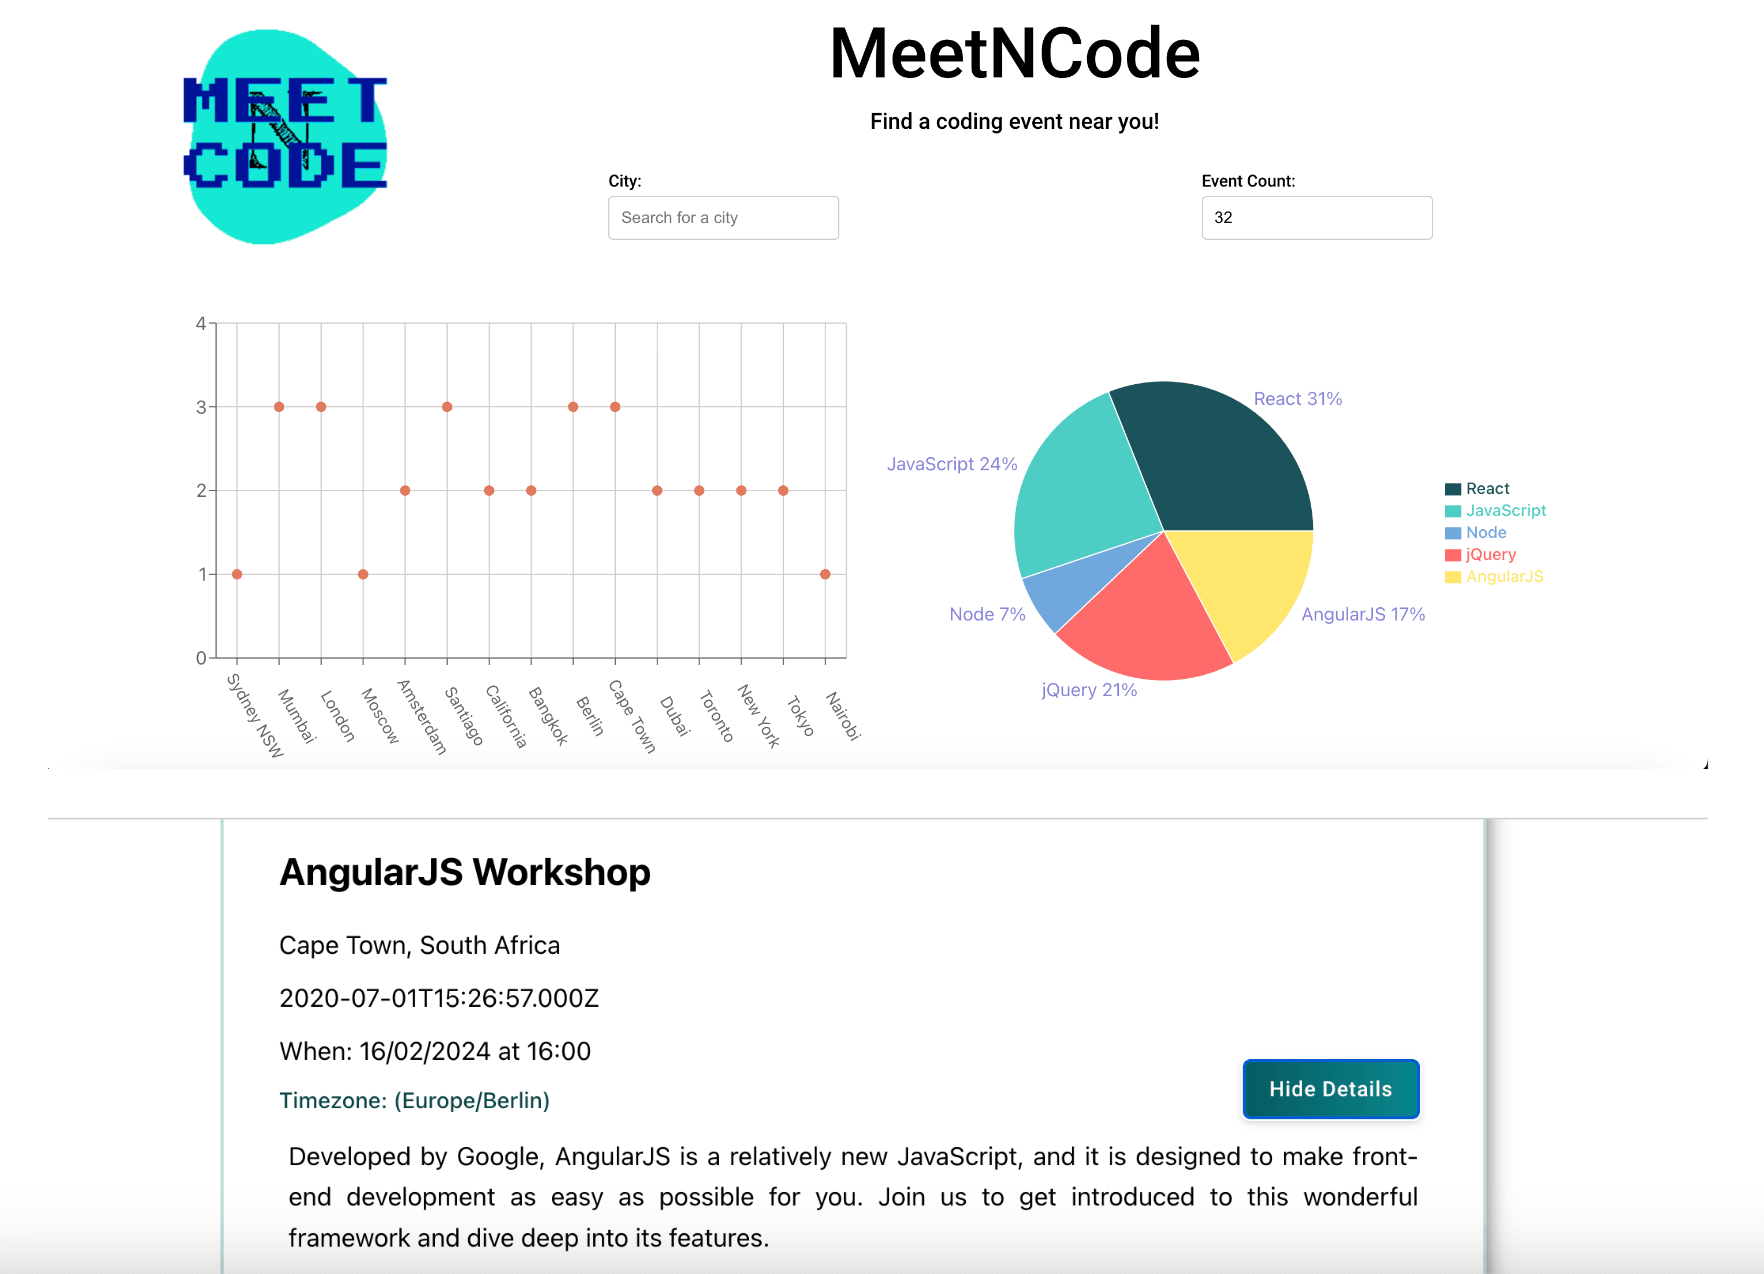 MEET
N
CODE
MeetNCode
Find a coding event near you!
City:
Search for a city
Event Count:
32
4
3
2
1
0
Sydney NSW
Mumbai
London
Moscow
Amsterdam
Santiago
California
Bangkok
Berlin
Cape Town
Dubai
Toronto
New York
Tokyo
Nairobi
React 31%
JavaScript 24%
Node 7%
jQuery 21%
AngularJS 17%
React
JavaScript
Node
jQuery
AngularJS
AngularJS Workshop
Cape Town, South Africa
2020-07-01T15:26:57.000Z
When: 16/02/2024 at 16:00
Timezone: (Europe/Berlin)
Hide Details
Developed by Google, AngularJS is a relatively new JavaScript, and it is designed to make front-
end development as easy as possible for you. Join us to get introduced to this wonderful
framework and dive deep into its features.